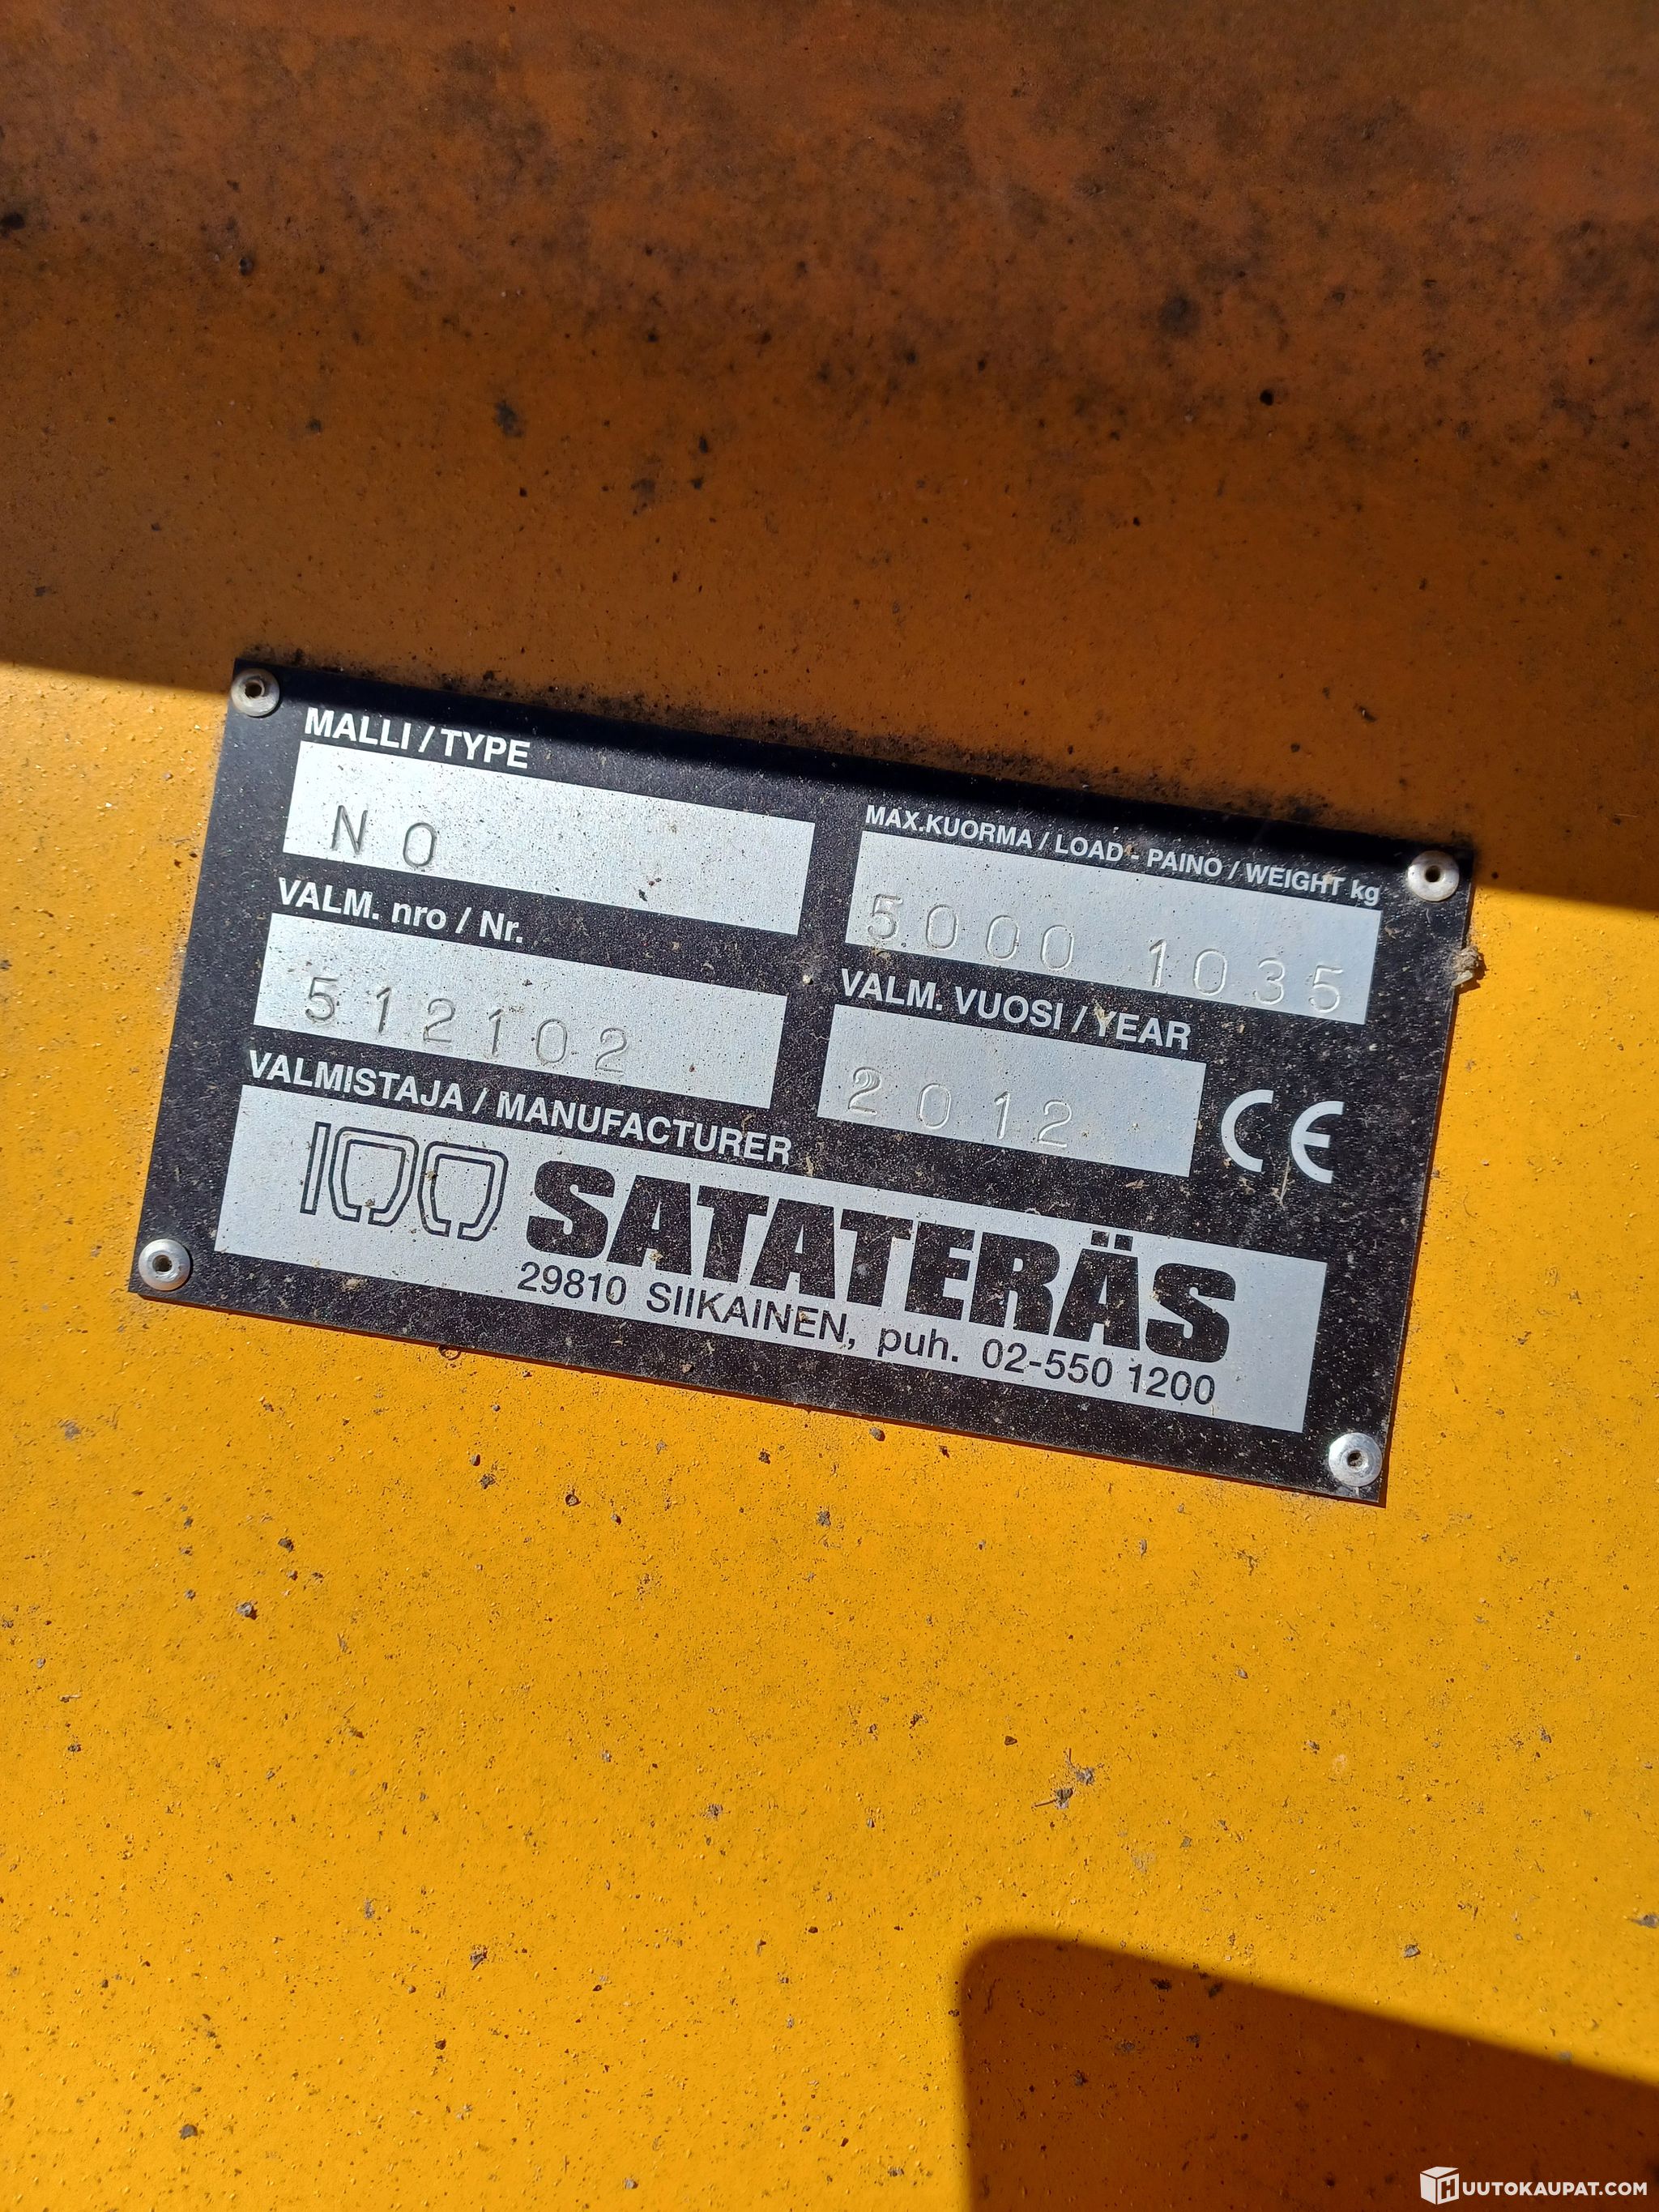 MALLI / TYPE
N O
MAX.KUORMA / LOAD - PAINO / WEIGHT kg
5000 1035
VALM. nro / Nr.
512102
VALM. VUOSI / YEAR
2012
CE
VALMISTAJA / MANUFACTURER
100 SATATERÄS
29810 SIIKAINEN, puh. 02-550 1200
HUUTOKAUPAT.COM